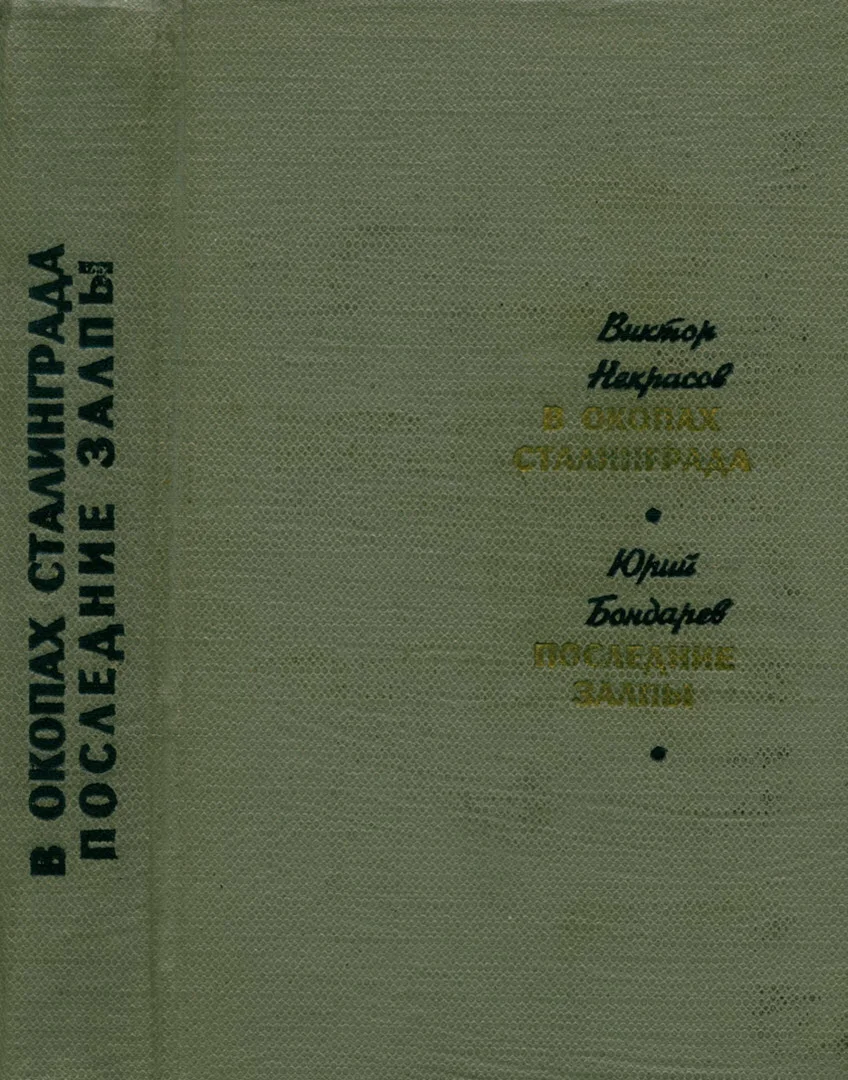 В ОКОПАХ СТАЛИНГРАДА
ПОСЛЕДНИЕ ЗАЛПЫ
Виктор
Некрасов
В ОКОПАХ
СТАЛИНГРАДА
Юрий
Бондарев
ПОСЛЕДНИЕ
ЗАЛПЫ